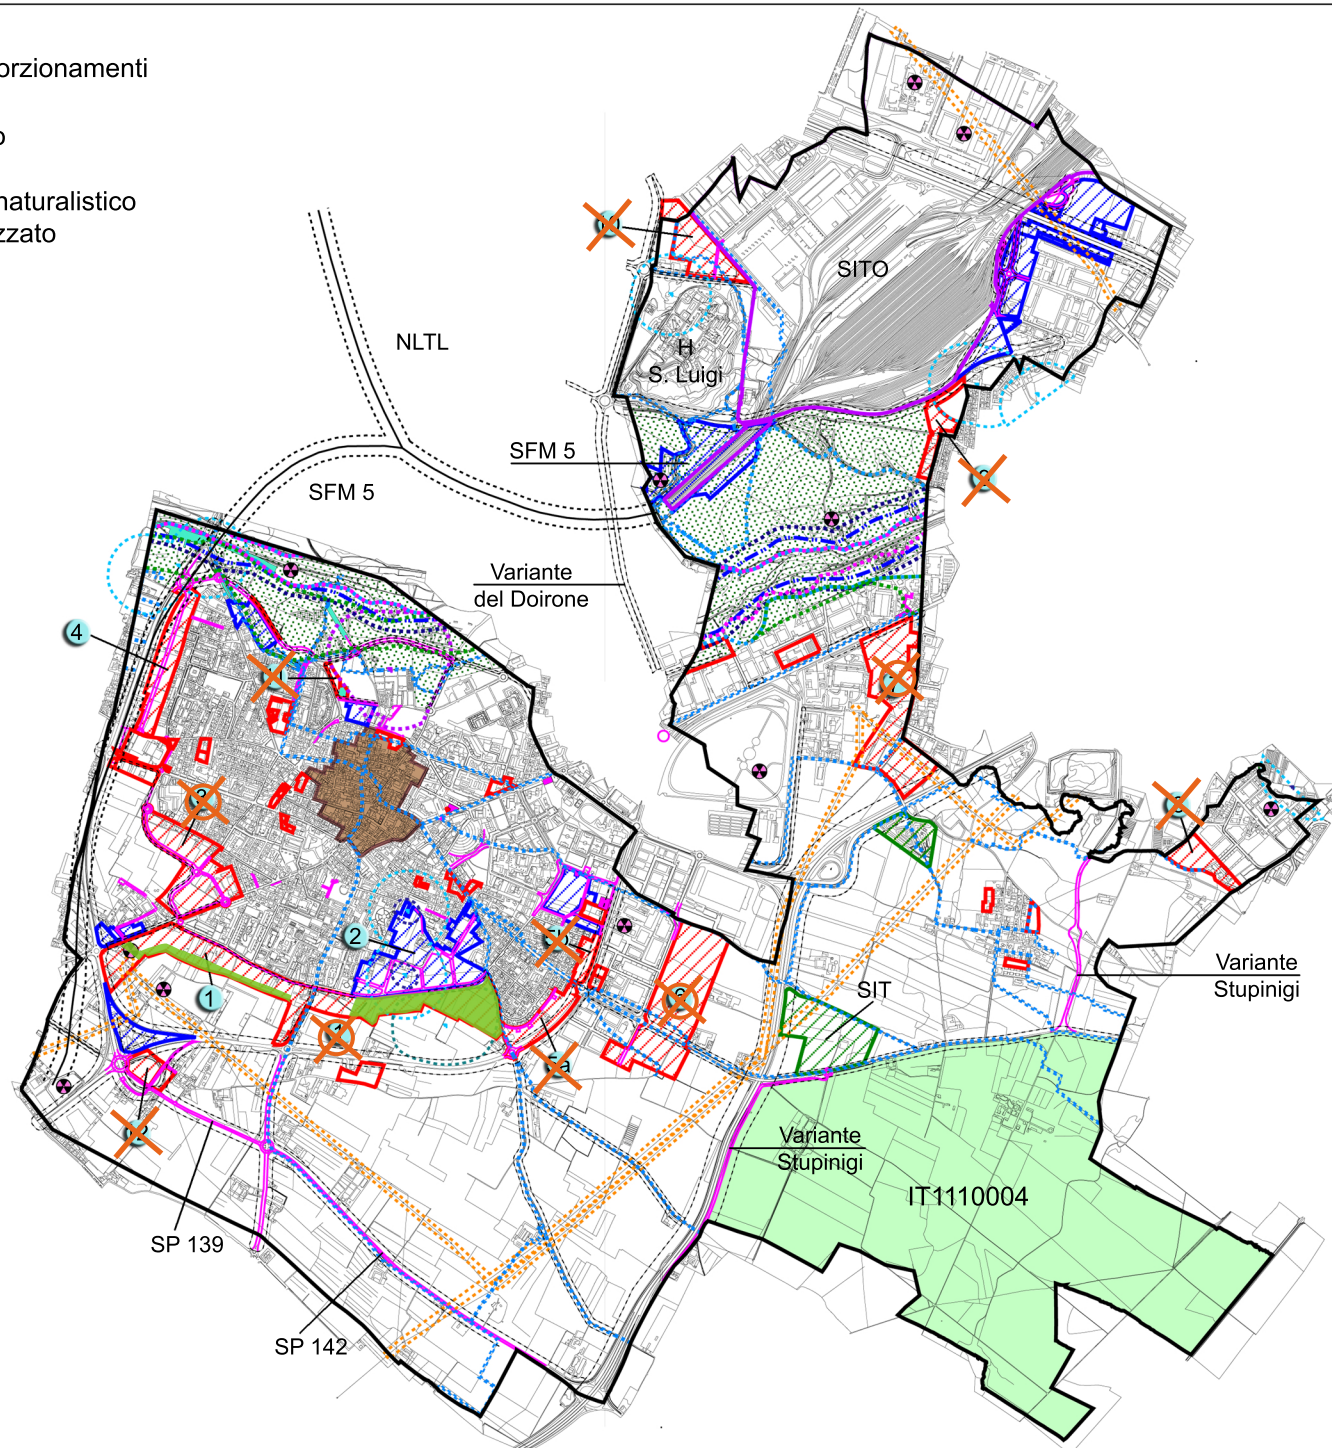 orzionamenti
o
naturalistico
zzato
SITO
NLTL
H
S. Luigi
SFM 5
SFM 5
Variante
del Doirone
4
2
1
SIT
Variante
Stupinigi
Variante
Stupinigi
IT1110004
SP 139
SP 142